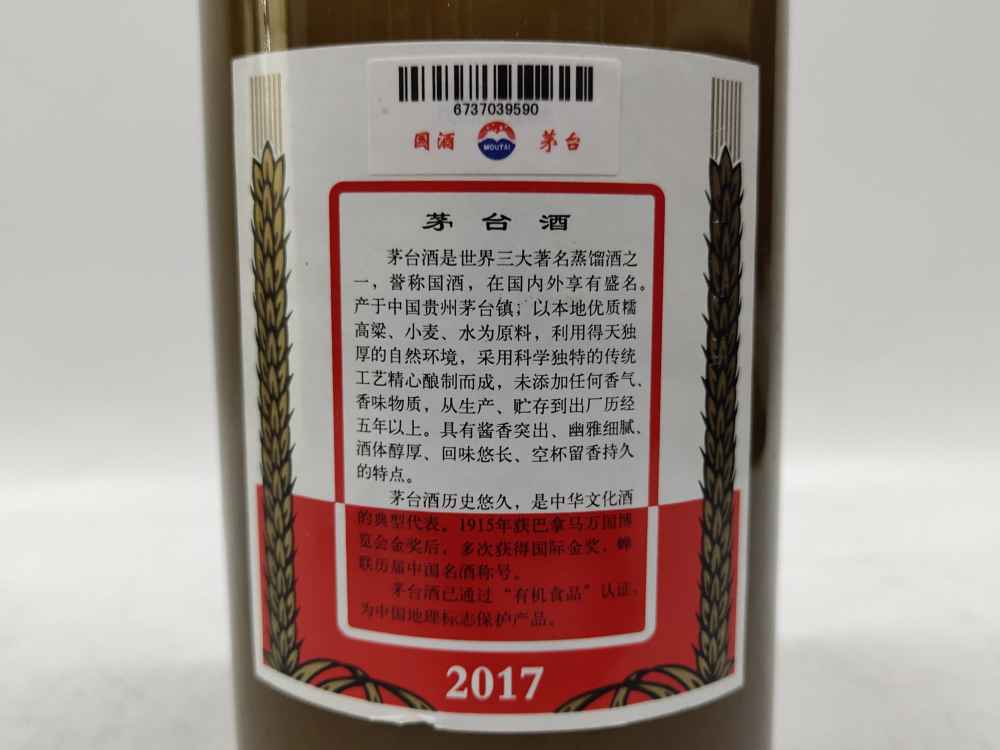 6737039590
国酒 MOUTAI 茅台
茅台酒
茅台酒是世界三大著名蒸馏酒之
一，誉称国酒，在国内外享有盛名。
产于中国贵州茅台镇；以本地优质糯
高粱、小麦、水为原料，利用得天独
厚的自然环境，采用科学独特的传统
工艺精心酿制而成，未添加任何香气、
香味物质，从生产、贮存到出厂历经
五年以上。具有酱香突出、幽雅细腻、
酒体醇厚、回味悠长、空杯留香持久
的特点。
茅台酒历史悠久，是中华文化酒
的典型代表。1915年获巴拿马万国博
览会金奖后，多次获得国际金奖，蝉
联历届中国名酒称号。
茅台酒已通过“有机食品”认证，
为中国地理标志保护产品。
2017